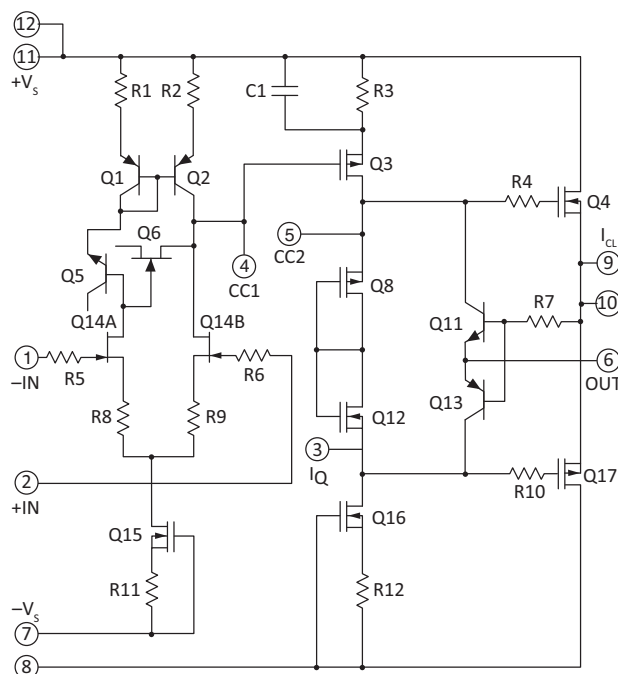 12
11
+Vs
R1
R2
C1
R3
Q1
Q2
Q3
R4
Q4
Q6
4
CC1
5
CC2
ICL
9
Q5
Q8
10
Q14A
Q14B
Q11
R7
1
–IN
R5
R6
6
OUT
R8
R9
Q12
Q13
3
IQ
2
+IN
R10
Q17
Q15
Q16
R11
R12
–Vs
7
8